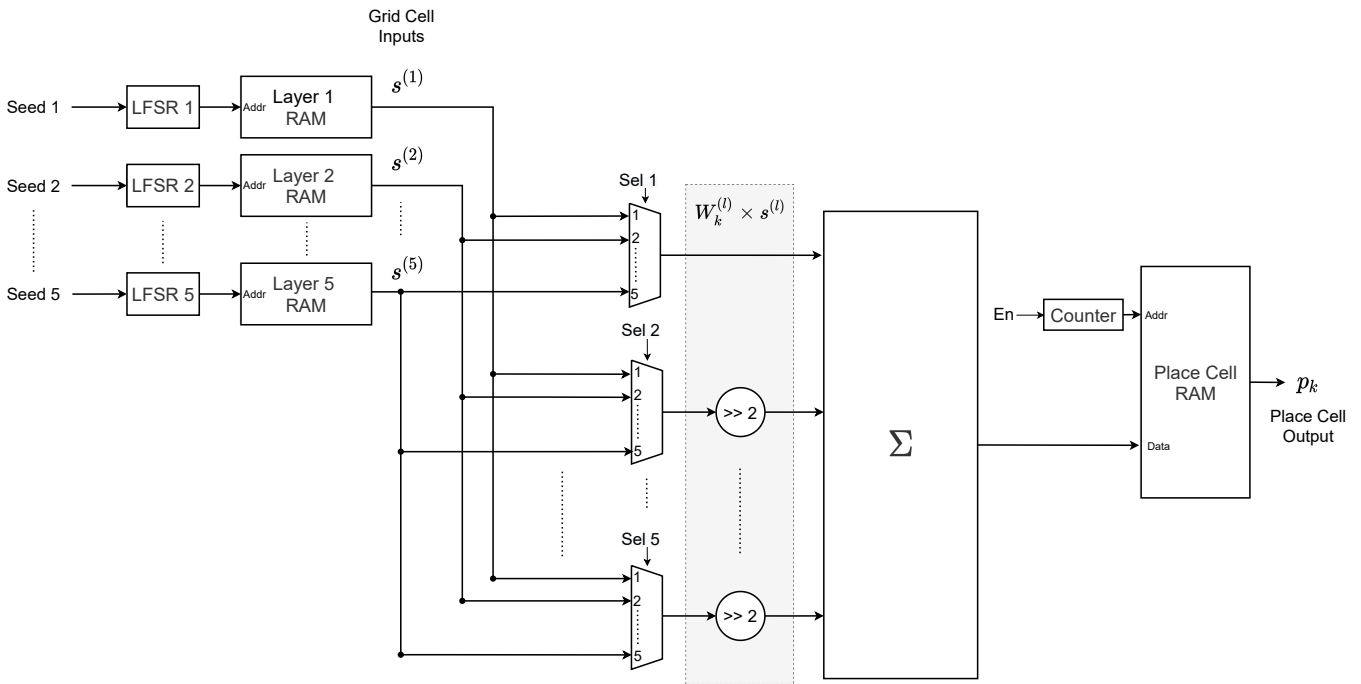 Grid Cell
Inputs
Seed 1
LFSR 1
Addr
Layer 1
RAM
s^{(1)}
Seed 2
LFSR 2
Addr
Layer 2
RAM
s^{(2)}
Seed 5
LFSR 5
Addr
Layer 5
RAM
s^{(5)}
Sel 1
1
2
5
W_k^{(l)} × s^{(l)}
Sel 2
1
2
5
>> 2
Sel 5
1
2
5
>> 2
Σ
En
Counter
Addr
Place Cell
RAM
Data
p_k
Place Cell
Output